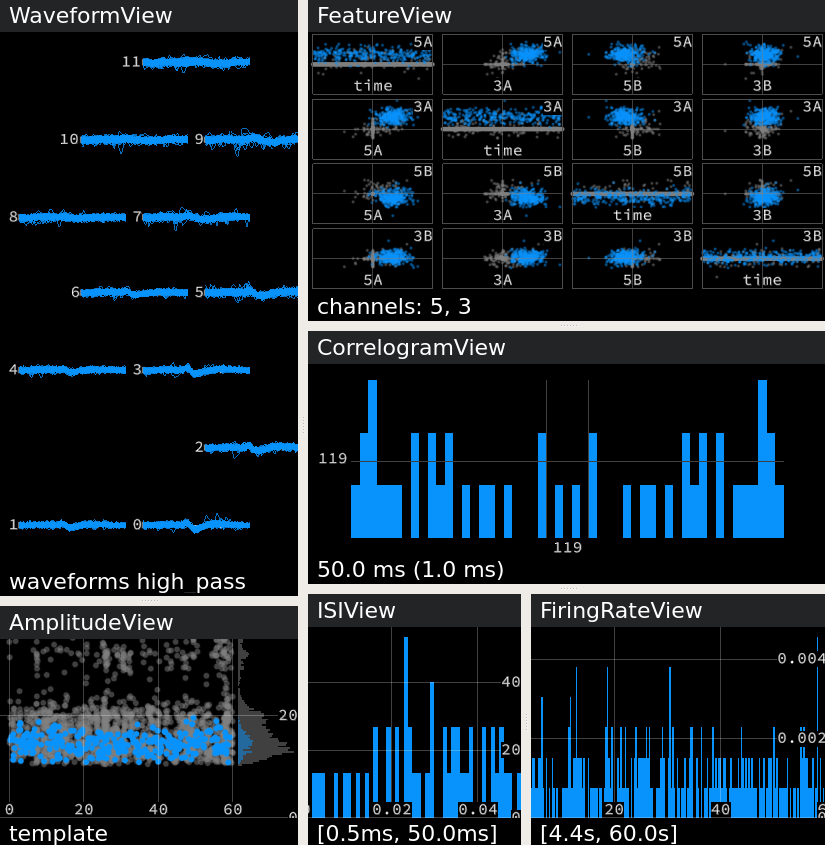 WaveformView
11
10 9
8 7
6 5
4 3
2
1 0
waveforms high_pass
AmplitudeView
20
0 20 40 60
0
template
FeatureView
5A 5A 5A 5A
time 3A 5B 3B
3A 3A 3A 3A
5A time 5B 3B
5B 5B 5B 5B
5A 3A time 3B
3B 3B 3B 3B
5A 3A 5B time
channels: 5, 3
CorrelogramView
119
119
50.0 ms (1.0 ms)
ISIView
40
20
0.02 0.04 0
[0.5ms, 50.0ms]
FiringRateView
0.004
0.002
20 40
[4.4s, 60.0s]